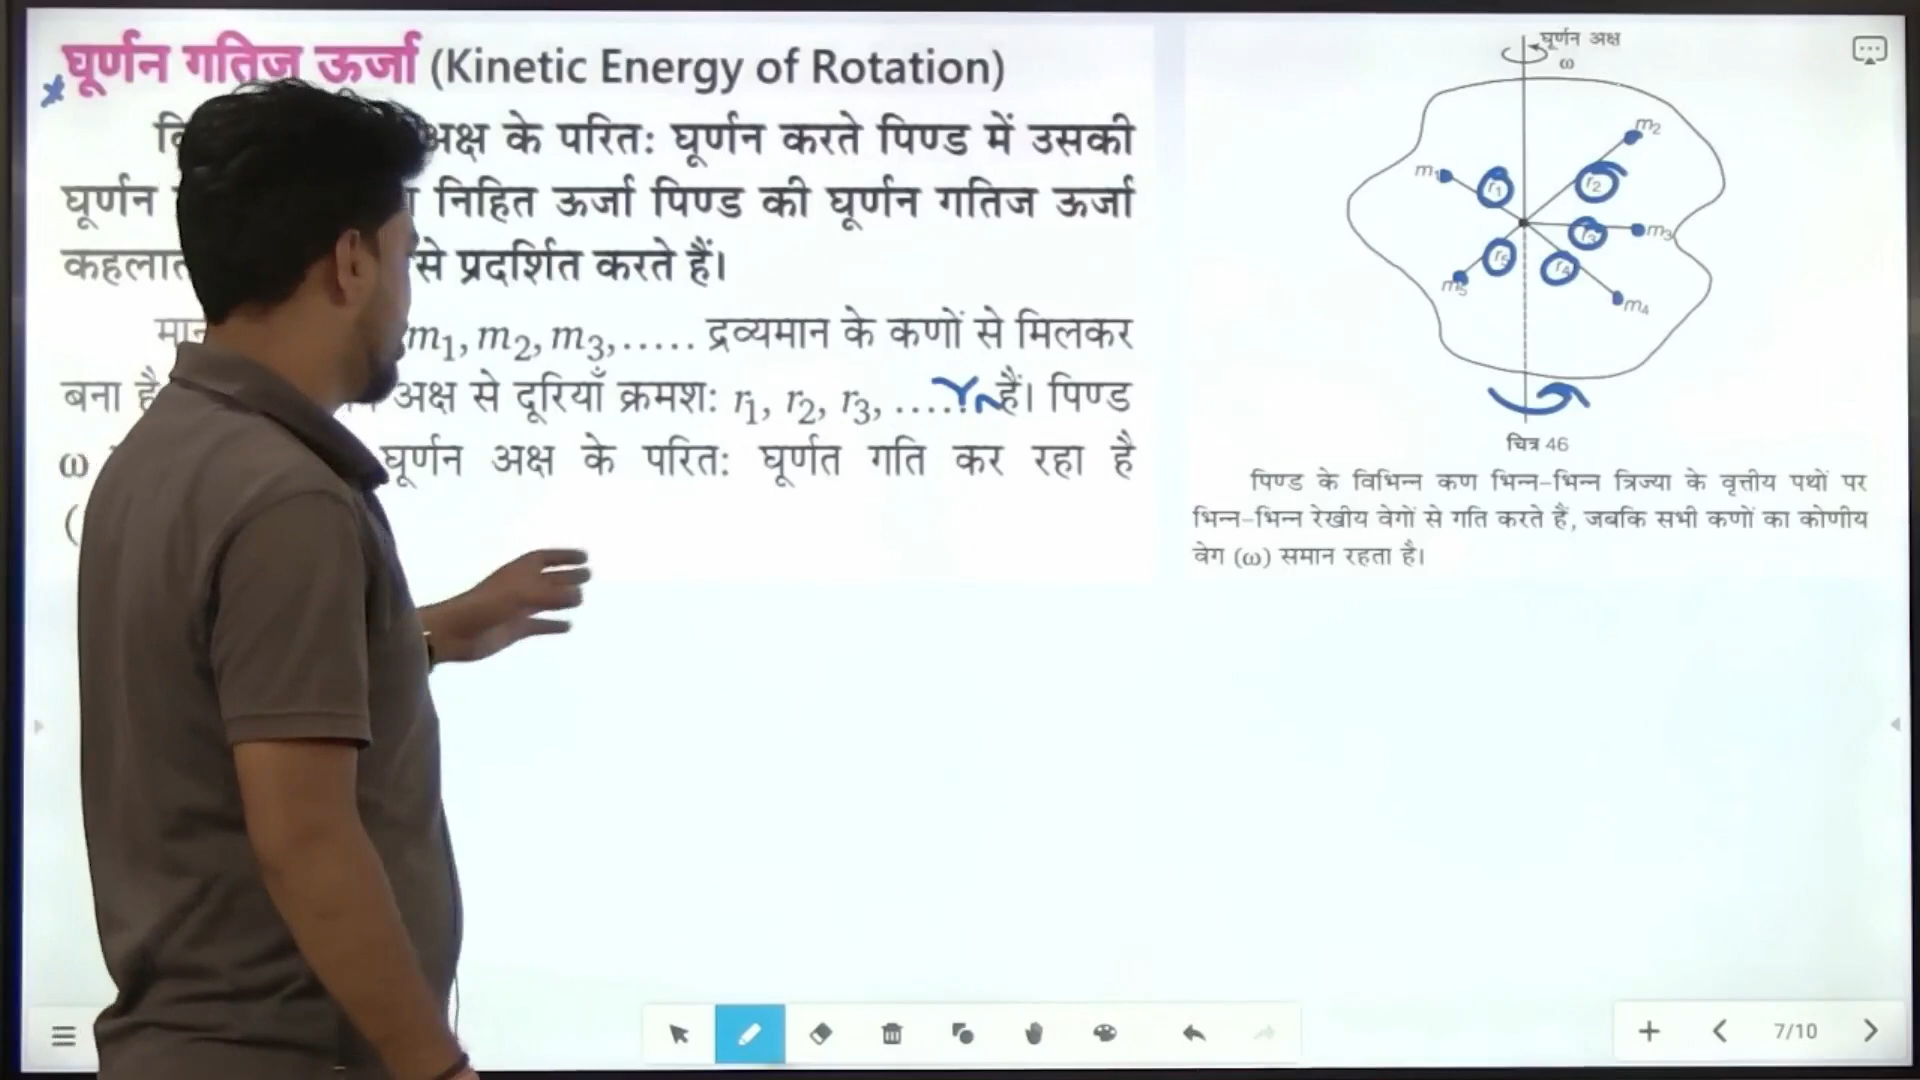 घूर्णन गतिज ऊर्जा (Kinetic Energy of Rotation)
अक्ष के परितः घूर्णन करते पिण्ड में उसकी
घूर्णन निहित ऊर्जा पिण्ड की घूर्णन गतिज ऊर्जा
से प्रदर्शित करते हैं।
m1, m2, m3,..... द्रव्यमान के कणों से मिलकर
बना है अक्ष से दूरियाँ क्रमशः r1, r2, r3, ...... rn हैं। पिण्ड
ω घूर्णन अक्ष के परितः घूर्णत गति कर रहा है
(
घूर्णन अक्ष
ω
m2
m1 r1 r2
r3 m3
r5 r4
m5 m4
चित्र 46
पिण्ड के विभिन्न कण भिन्न-भिन्न त्रिज्या के वृत्तीय पथों पर
भिन्न-भिन्न रेखीय वेगों से गति करते हैं, जबकि सभी कणों का कोणीय
वेग (ω) समान रहता है।
7/10